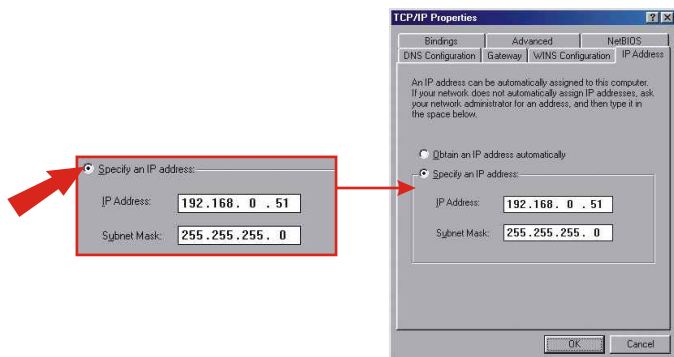 TCP/IP Properties
Bindings Advanced NetBIOS
DNS Configuration Gateway WINS Configuration IP Address
An IP address can be automatically assigned to this computer.
If your network does not automatically assign IP addresses, ask
your network administrator for an address, and then type it in
the space below.
Obtain an IP address automatically
Specify an IP address:
IP Address: 192.168. 0 .51
Subnet Mask: 255.255.255. 0
OK Cancel
Specify an IP address:
IP Address: 192.168. 0 .51
Subnet Mask: 255.255.255. 0